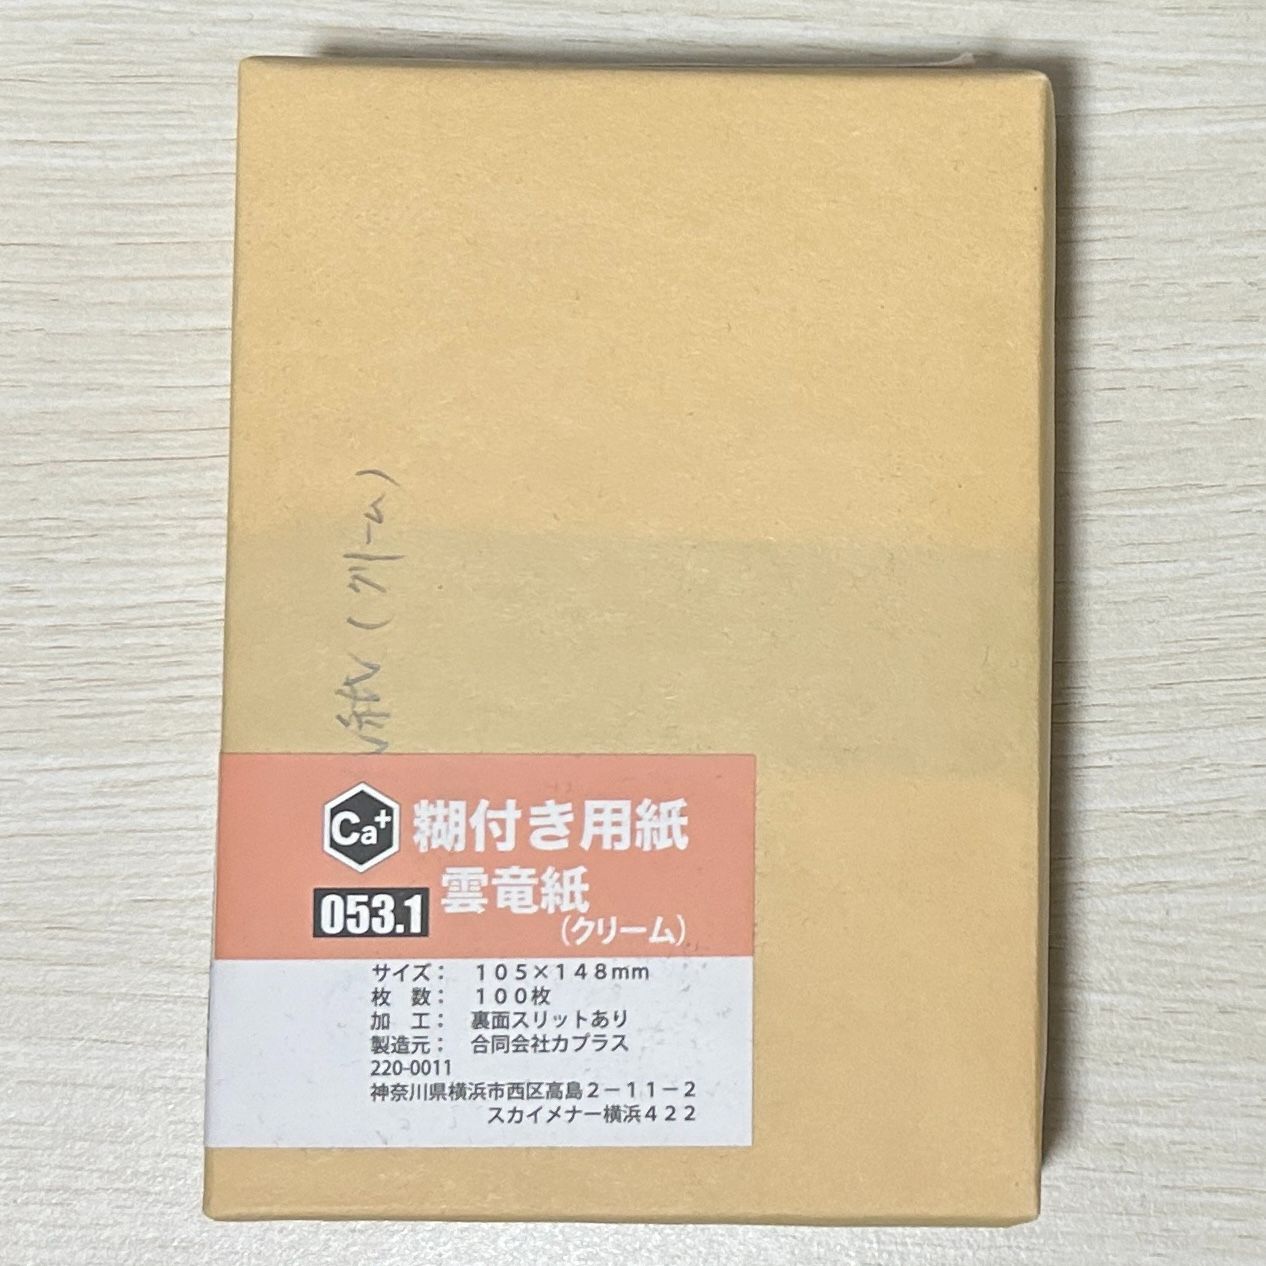 紙(クリーム)
Ca+
糊付き用紙
053.1
雲竜紙
(クリーム)
サイズ： １０５×１４８mm
枚　数： １００枚
加　工： 裏面スリットあり
製造元： 合同会社カプラス
220-0011
神奈川県横浜市西区高島２－１１－２
スカイメナー横浜４２２